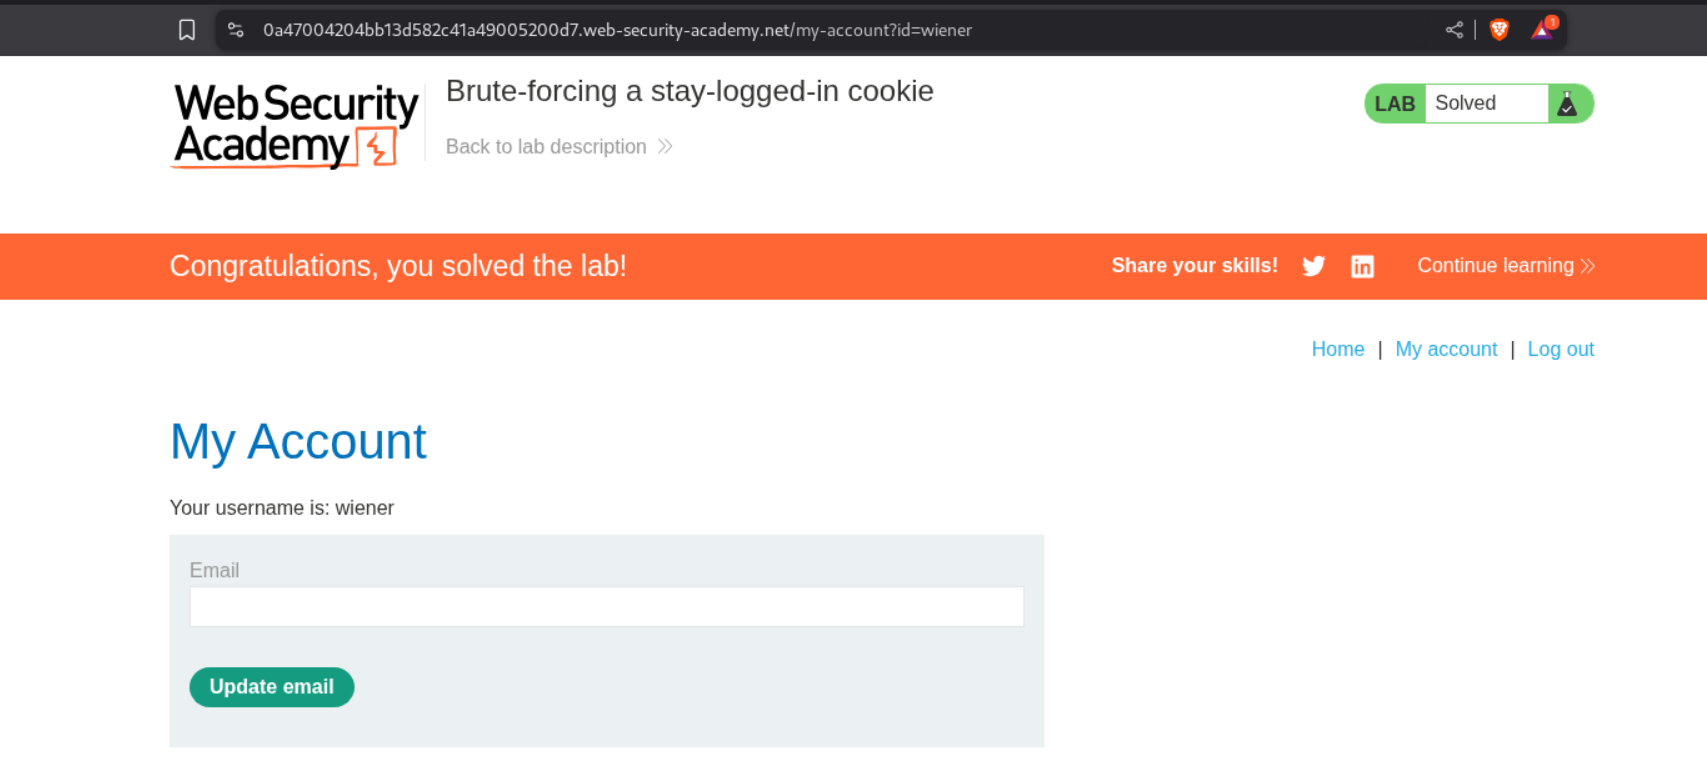 0a47004204bb13d582c41a49005200d7.web-security-academy.net/my-account?id=wiener
1
Web Security
Academy
Brute-forcing a stay-logged-in cookie
Back to lab description
LAB Solved
Congratulations, you solved the lab!
Share your skills!
Continue learning
Home | My account | Log out
My Account
Your username is: wiener
Email
Update email